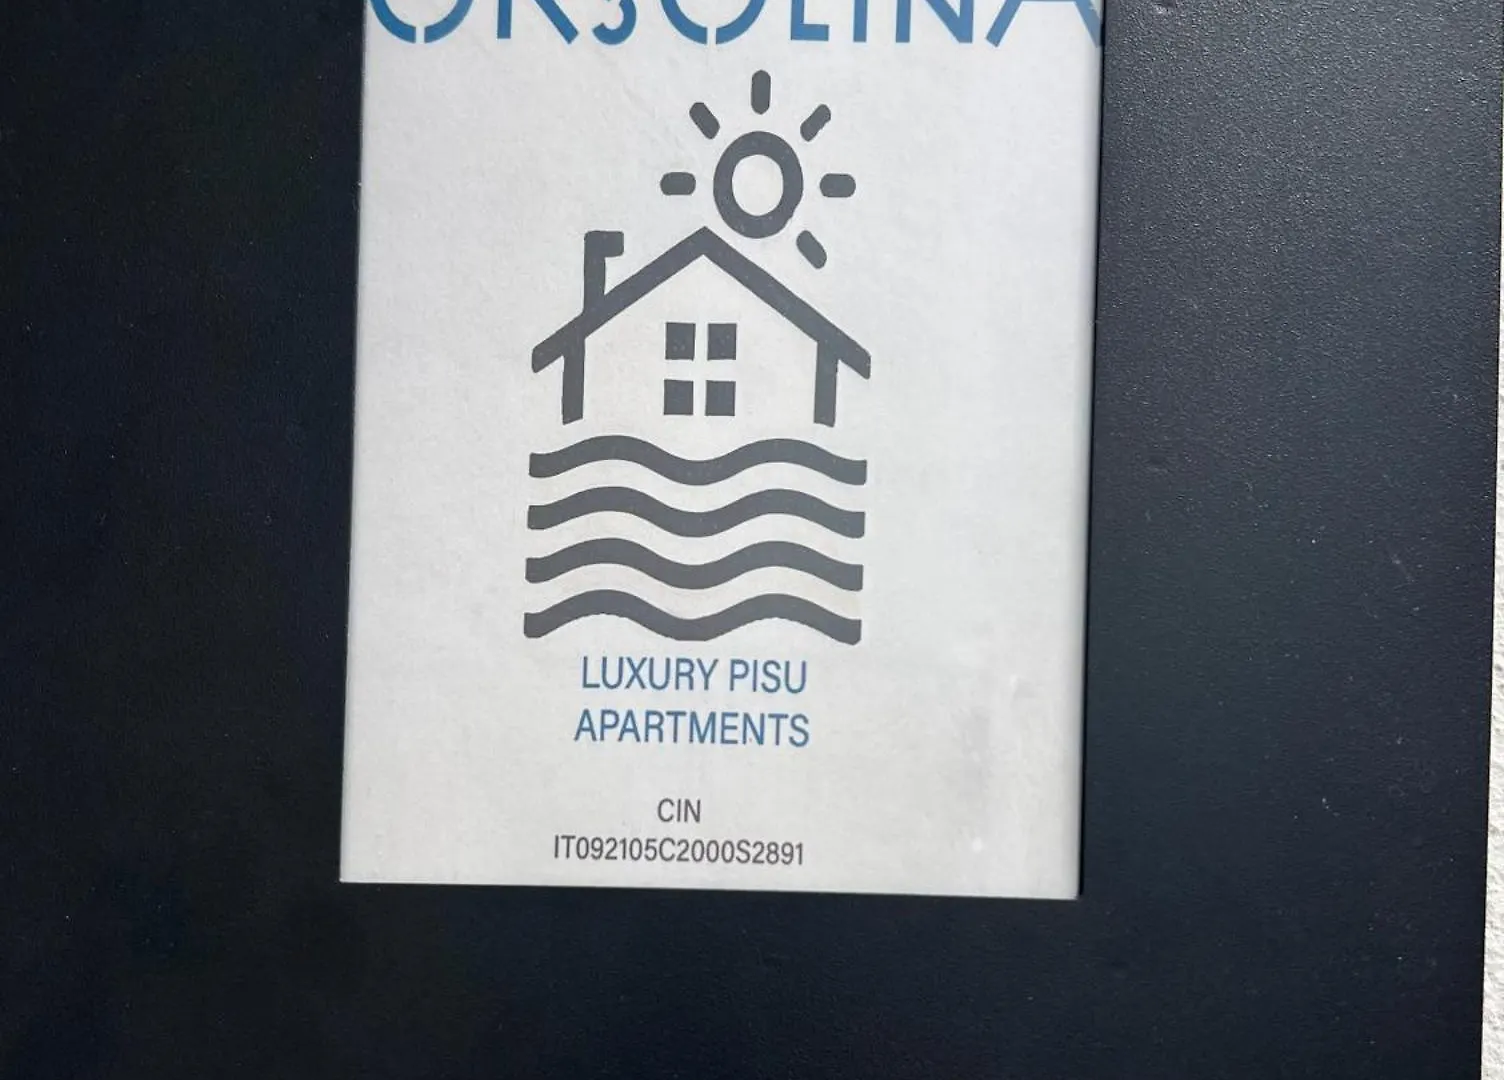 LUXURY PISU
APARTMENTS
CIN
IT092105C2000S2891